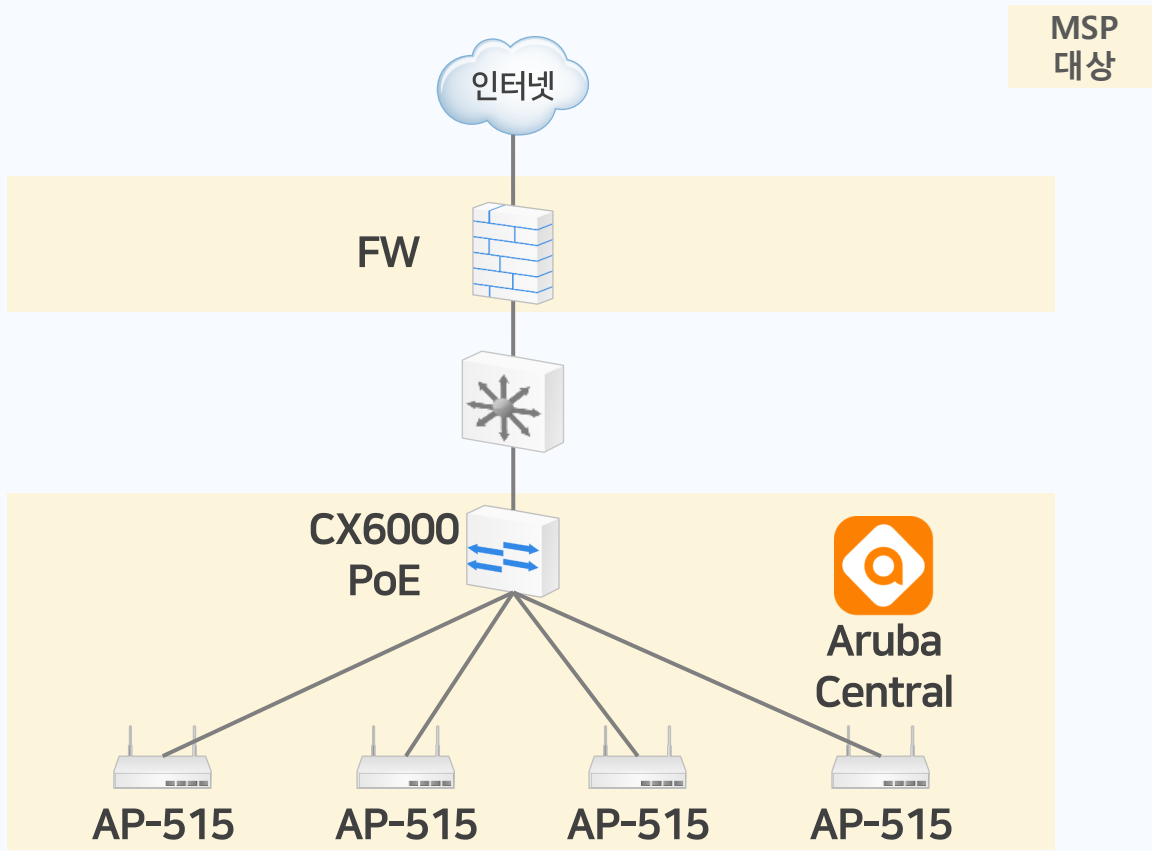 MSP
대상
인터넷
FW
CX6000
PoE
Aruba
Central
AP-515
AP-515
AP-515
AP-515